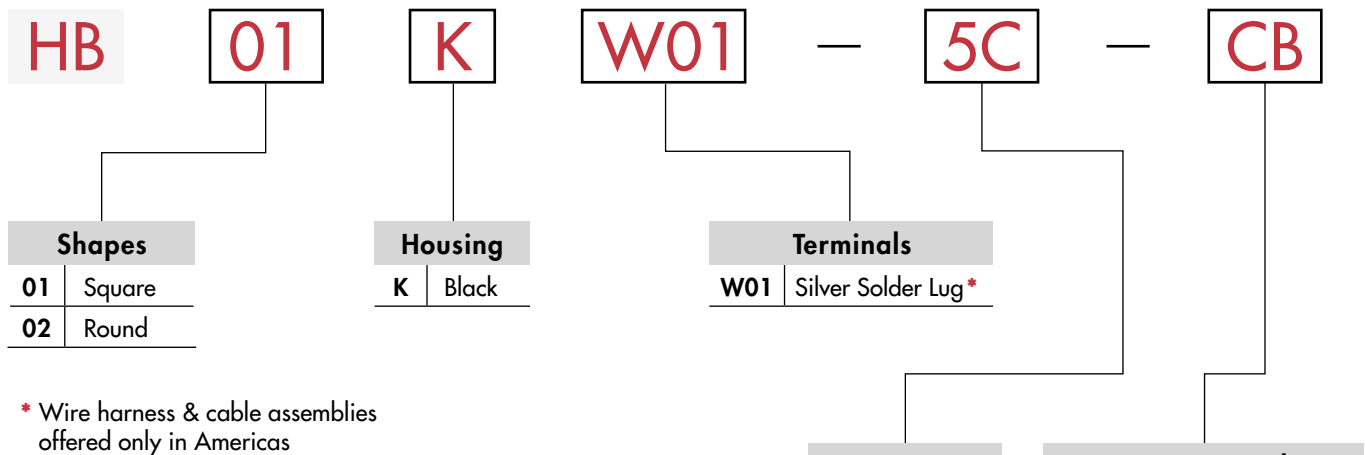 HB 01 K W01 — 5C — CB
Shapes
01 Square
02 Round
Housing
K Black
Terminals
W01 Silver Solder Lug*
* Wire harness & cable assemblies
offered only in Americas